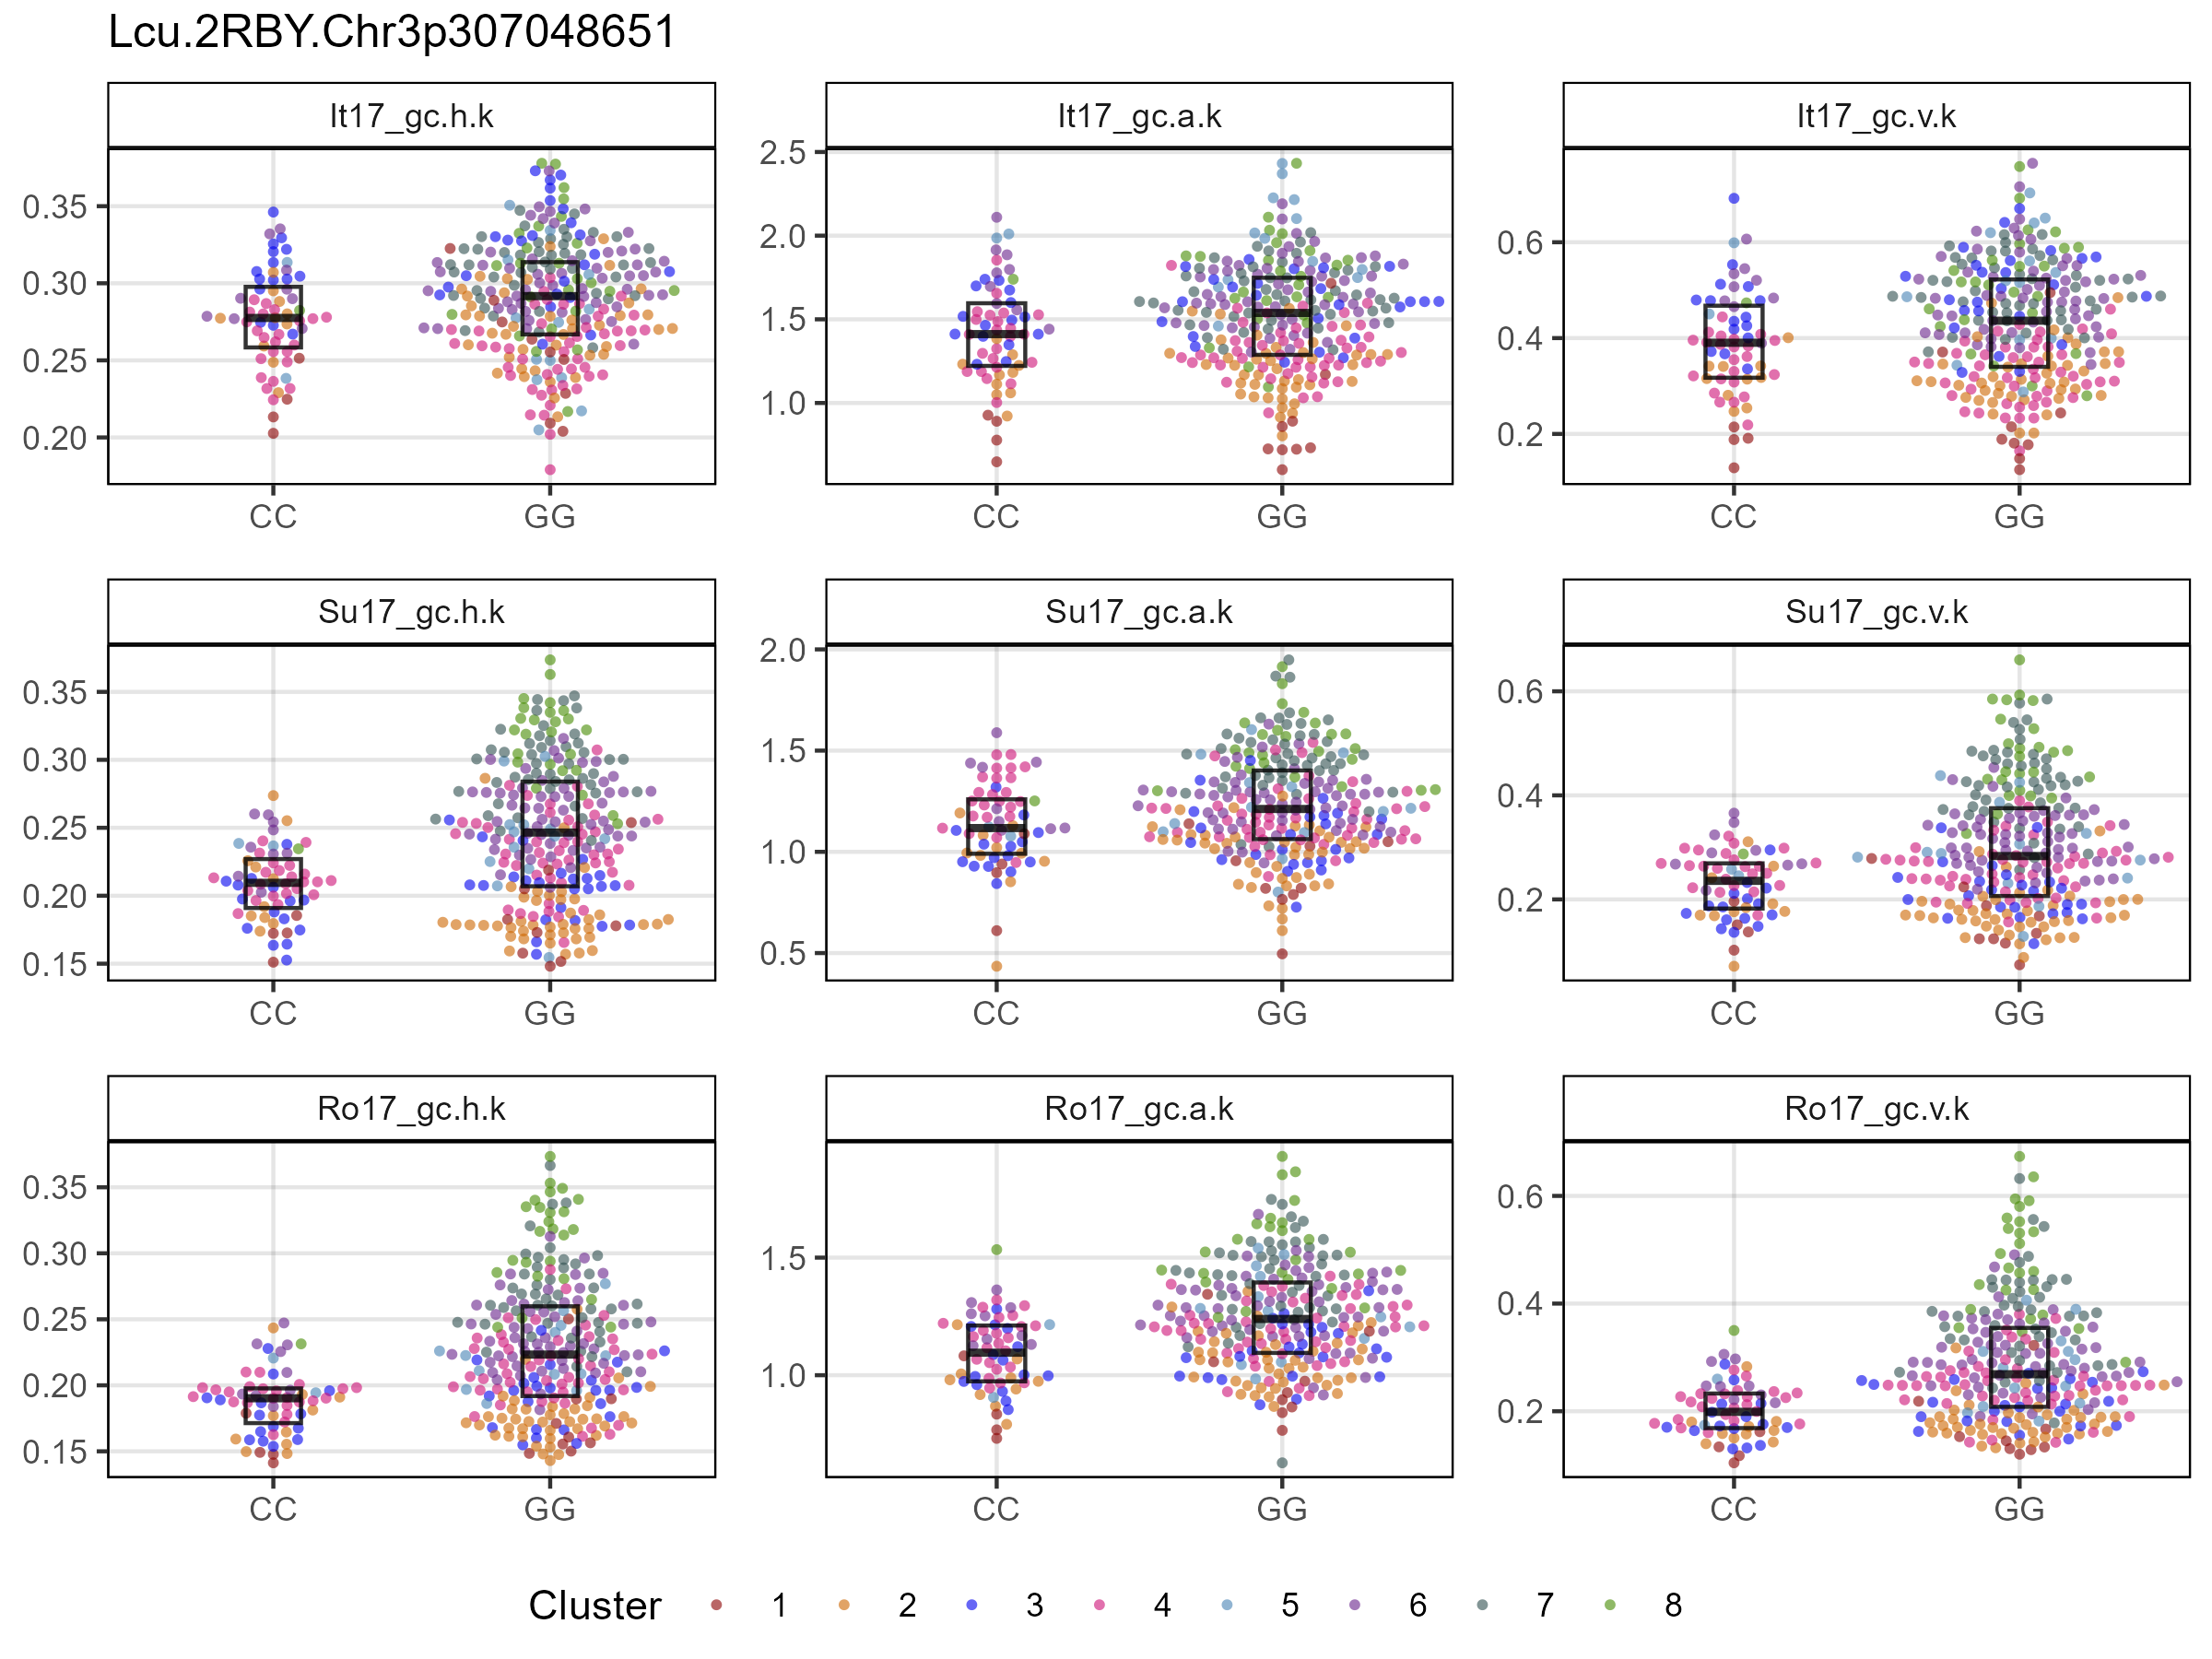 Lcu.2RBY.Chr3p307048651
It17_gc.h.k
It17_gc.a.k
It17_gc.v.k
0.35
0.30
0.25
0.20
CC GG
2.5
2.0
1.5
1.0
CC GG
0.6
0.4
0.2
CC GG
Su17_gc.h.k
Su17_gc.a.k
Su17_gc.v.k
0.35
0.30
0.25
0.20
0.15
CC GG
2.0
1.5
1.0
0.5
CC GG
0.6
0.4
0.2
CC GG
Ro17_gc.h.k
Ro17_gc.a.k
Ro17_gc.v.k
0.35
0.30
0.25
0.20
0.15
CC GG
1.5
1.0
CC GG
0.6
0.4
0.2
CC GG
Cluster 1 2 3 4 5 6 7 8